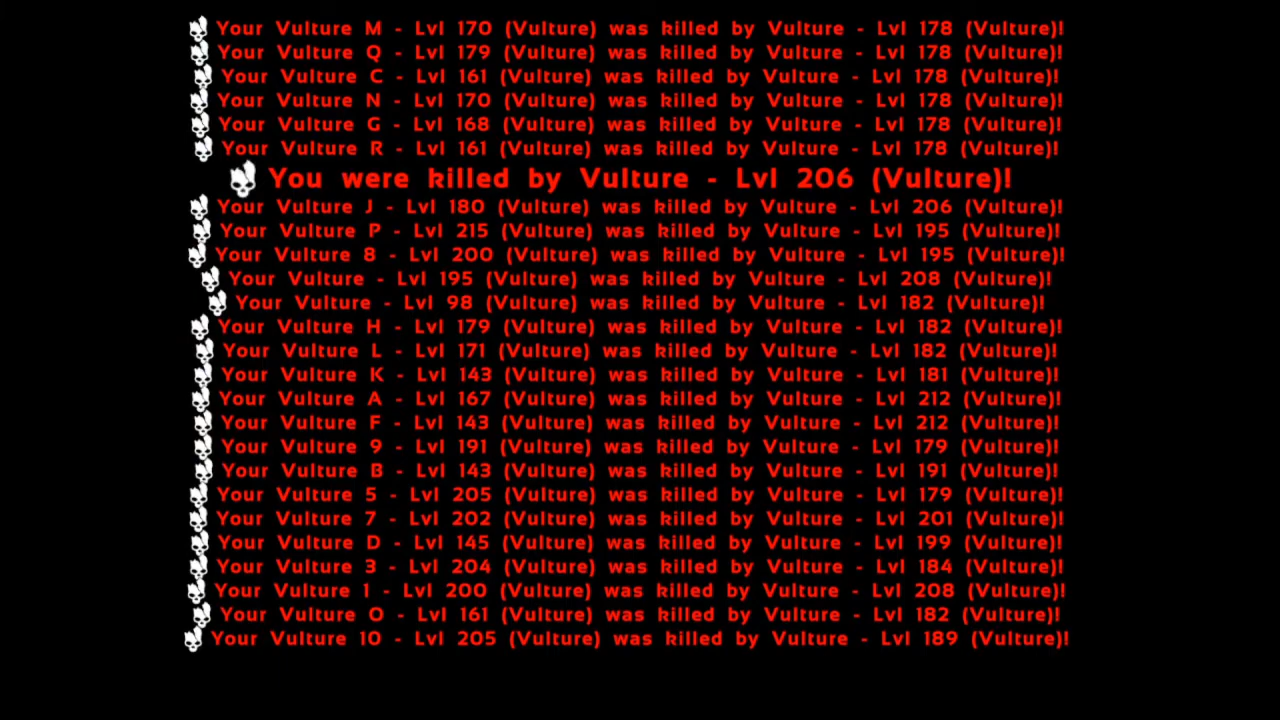 Your Vulture M - Lvl 170 (Vulture) was killed by Vulture - Lvl 178 (Vulture)!
Your Vulture Q - Lvl 179 (Vulture) was killed by Vulture - Lvl 178 (Vulture)!
Your Vulture C - Lvl 161 (Vulture) was killed by Vulture - Lvl 178 (Vulture)!
Your Vulture N - Lvl 170 (Vulture) was killed by Vulture - Lvl 178 (Vulture)!
Your Vulture G - Lvl 168 (Vulture) was killed by Vulture - Lvl 178 (Vulture)!
Your Vulture R - Lvl 161 (Vulture) was killed by Vulture - Lvl 178 (Vulture)!
You were killed by Vulture - Lvl 206 (Vulture)!
Your Vulture J - Lvl 180 (Vulture) was killed by Vulture - Lvl 206 (Vulture)!
Your Vulture P - Lvl 215 (Vulture) was killed by Vulture - Lvl 195 (Vulture)!
Your Vulture 8 - Lvl 200 (Vulture) was killed by Vulture - Lvl 195 (Vulture)!
Your Vulture - Lvl 195 (Vulture) was killed by Vulture - Lvl 208 (Vulture)!
Your Vulture - Lvl 98 (Vulture) was killed by Vulture - Lvl 182 (Vulture)!
Your Vulture H - Lvl 179 (Vulture) was killed by Vulture - Lvl 182 (Vulture)!
Your Vulture L - Lvl 171 (Vulture) was killed by Vulture - Lvl 182 (Vulture)!
Your Vulture K - Lvl 143 (Vulture) was killed by Vulture - Lvl 181 (Vulture)!
Your Vulture A - Lvl 167 (Vulture) was killed by Vulture - Lvl 212 (Vulture)!
Your Vulture F - Lvl 143 (Vulture) was killed by Vulture - Lvl 212 (Vulture)!
Your Vulture 9 - Lvl 191 (Vulture) was killed by Vulture - Lvl 179 (Vulture)!
Your Vulture B - Lvl 143 (Vulture) was killed by Vulture - Lvl 191 (Vulture)!
Your Vulture 5 - Lvl 205 (Vulture) was killed by Vulture - Lvl 179 (Vulture)!
Your Vulture 7 - Lvl 202 (Vulture) was killed by Vulture - Lvl 201 (Vulture)!
Your Vulture D - Lvl 145 (Vulture) was killed by Vulture - Lvl 199 (Vulture)!
Your Vulture 3 - Lvl 204 (Vulture) was killed by Vulture - Lvl 184 (Vulture)!
Your Vulture 1 - Lvl 200 (Vulture) was killed by Vulture - Lvl 208 (Vulture)!
Your Vulture O - Lvl 161 (Vulture) was killed by Vulture - Lvl 182 (Vulture)!
Your Vulture 10 - Lvl 205 (Vulture) was killed by Vulture - Lvl 189 (Vulture)!